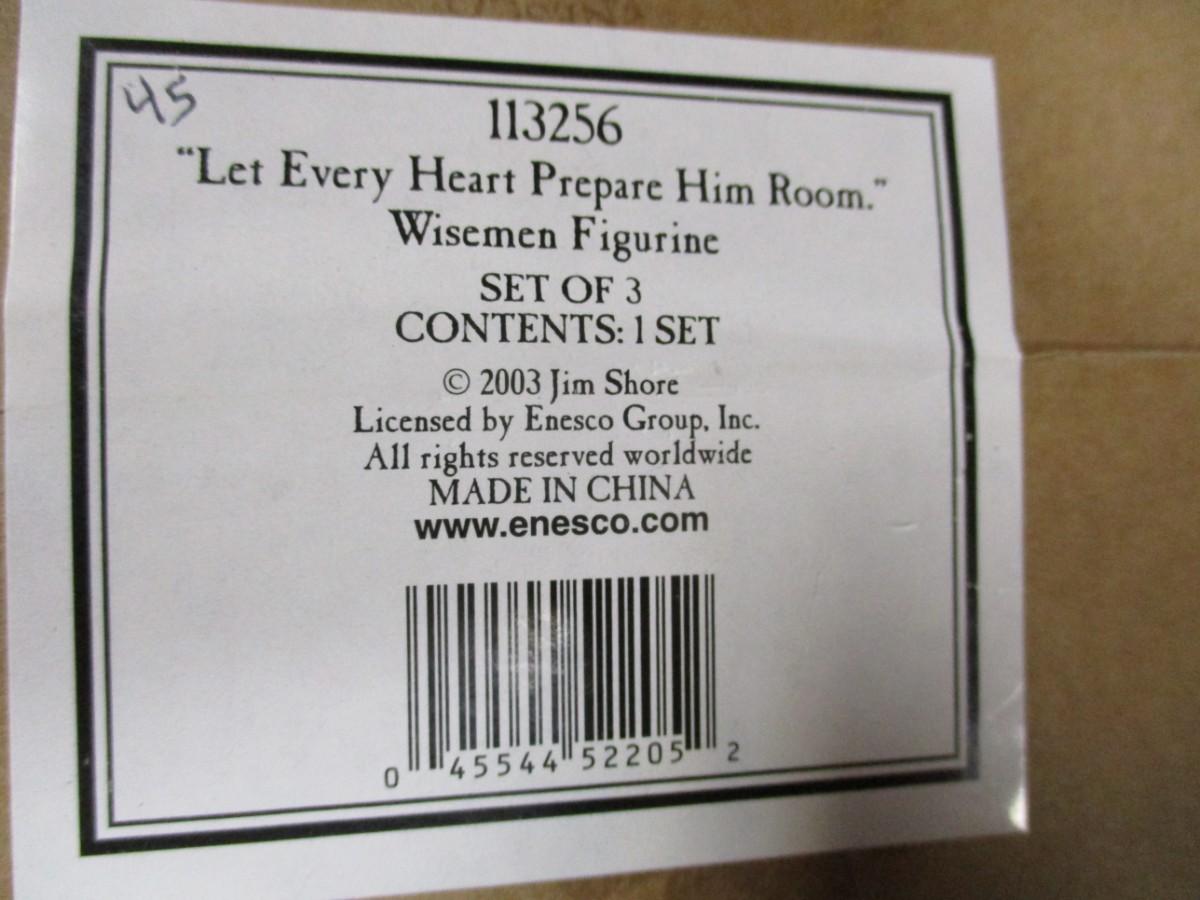 45
113256
"Let Every Heart Prepare Him Room."
Wisemen Figurine
SET OF 3
CONTENTS: 1 SET
© 2003 Jim Shore
Licensed by Enesco Group, Inc.
All rights reserved worldwide
MADE IN CHINA
www.enesco.com
0 45544 52205 2